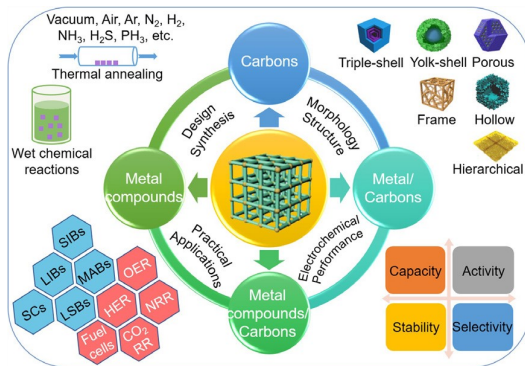 Vacuum, Air, Ar, N₂, H₂,
NH₃, H₂S, PH₃, etc.
Thermal annealing
Wet chemical
reactions
Carbons
Triple-shell
Yolk-shell
Porous
Frame
Hollow
Hierarchical
Design
Synthesis
Morphology
Structure
Metal
compounds
Metal/
Carbons
Practical
Applications
Electrochemical
Performance
Metal
compounds/
Carbons
SIBs
LIBs
MABs
SCs
LSBs
OER
HER
NRR
Fuel
cells
CO₂
RR
Capacity
Activity
Stability
Selectivity